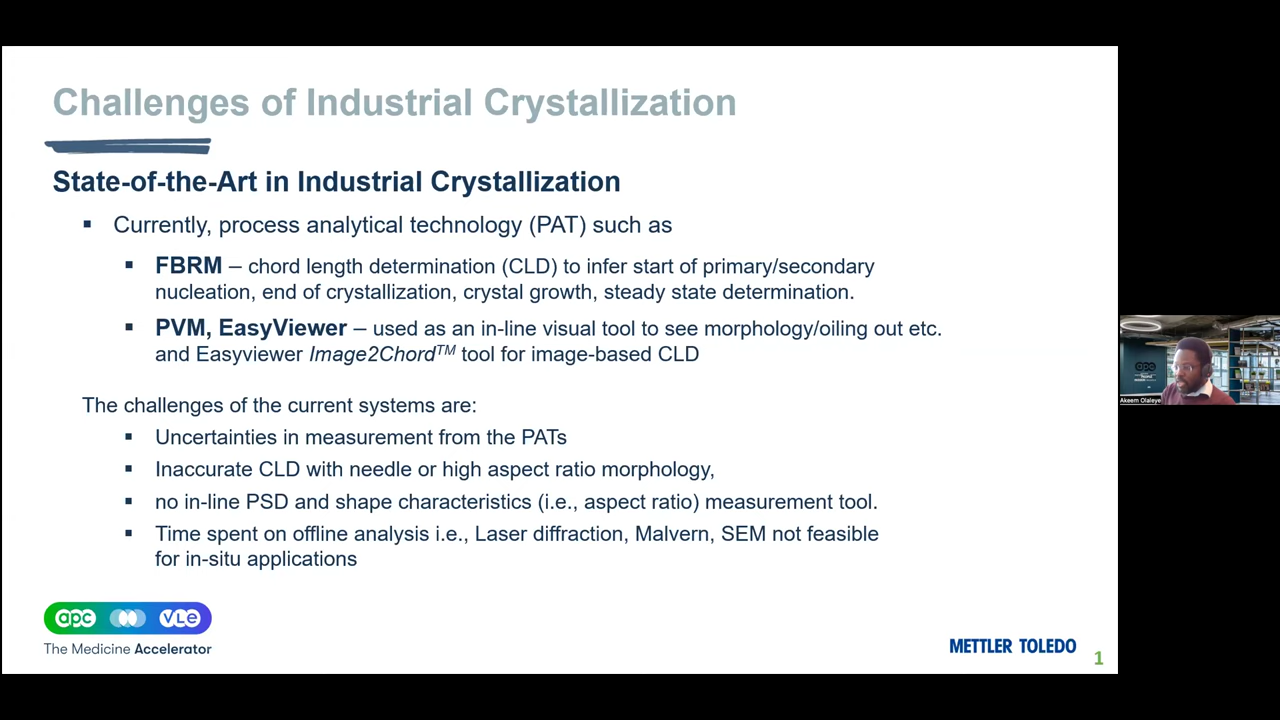 Challenges of Industrial Crystallization
State-of-the-Art in Industrial Crystallization
▪ Currently, process analytical technology (PAT) such as
▪ FBRM – chord length determination (CLD) to infer start of primary/secondary
nucleation, end of crystallization, crystal growth, steady state determination.
▪ PVM, EasyViewer – used as an in-line visual tool to see morphology/oiling out etc.
and Easyviewer Image2Chord™ tool for image-based CLD
The challenges of the current systems are:
▪ Uncertainties in measurement from the PATs
▪ Inaccurate CLD with needle or high aspect ratio morphology,
▪ no in-line PSD and shape characteristics (i.e., aspect ratio) measurement tool.
▪ Time spent on offline analysis i.e., Laser diffraction, Malvern, SEM not feasible
for in-situ applications
apc VLE
The Medicine Accelerator
METTLER TOLEDO
1
apc
Akeem Olaleye